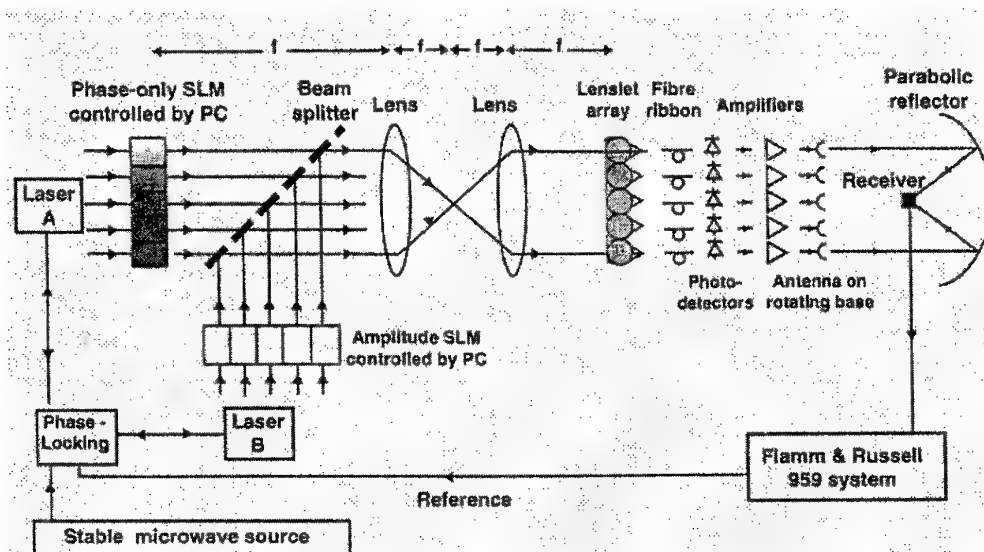 f f f f
Phase-only SLM
controlled by PC
Beam
splitter
Lens
Lens
Lenslet
array
Fibre
ribbon
Amplifiers
Parabolic
reflector
Laser
A
Receiver
Photo-
detectors
Antenna on
rotating base
Amplitude SLM
controlled by PC
Phase -
Locking
Laser
B
Flamm & Russell
959 system
Reference
Stable microwave source